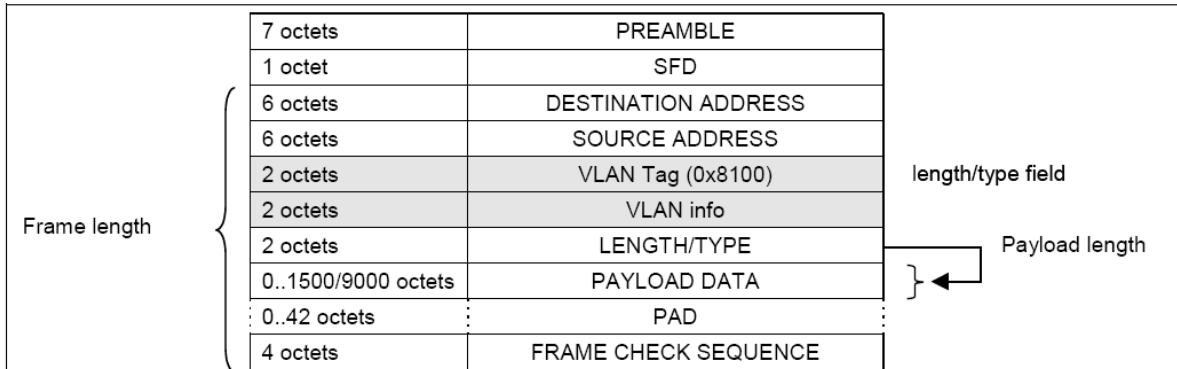 7 octets PREAMBLE
1 octet SFD
6 octets DESTINATION ADDRESS
6 octets SOURCE ADDRESS
2 octets VLAN Tag (0x8100) length/type field
2 octets VLAN info
Frame length
2 octets LENGTH/TYPE Payload length
0..1500/9000 octets PAYLOAD DATA
0..42 octets PAD
4 octets FRAME CHECK SEQUENCE